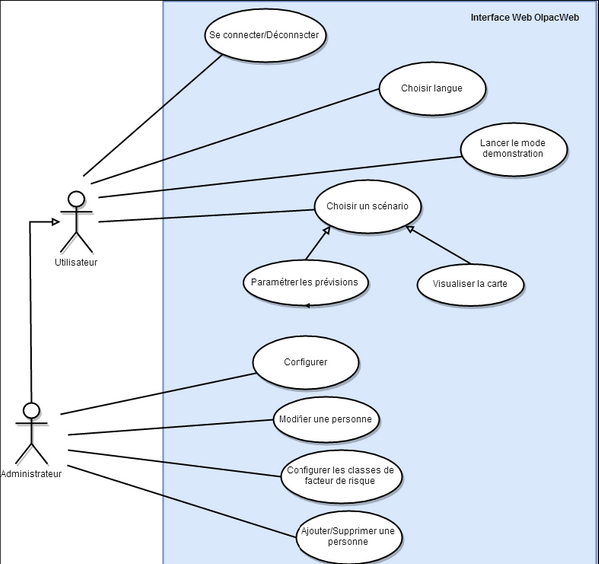 Interface Web OlpacWeb
Se connecter/Déconnecter
Choisir langue
Lancer le mode
demonstration
Choisir un scénario
Utilisateur
Paramétrer les prévisions
Visualiser la carte
Configurer
Modifier une personne
Administrateur
Configurer les classes de
facteur de risque
Ajouter/Supprimer une
personne